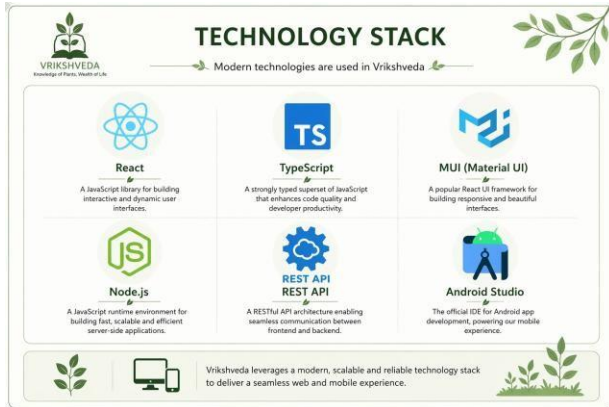 VRIKSHVEDA
Knowledge of Plants, Wealth of Life
TECHNOLOGY STACK
Modern technologies are used in Vrikshveda
React
A JavaScript library for building
interactive and dynamic user
interfaces.
TS
TypeScript
A strongly typed superset of JavaScript
that enhances code quality and
developer productivity.
MUI (Material UI)
A popular React UI framework for
building responsive and beautiful
interfaces.
JS
Node.js
A JavaScript runtime environment for
building fast, scalable and efficient
server-side applications.
REST API
REST API
A RESTful API architecture enabling
seamless communication between
frontend and backend.
Android Studio
The official IDE for Android app
development, powering our mobile
experience.
Vrikshveda leverages a modern, scalable and reliable technology stack
to deliver a seamless web and mobile experience.